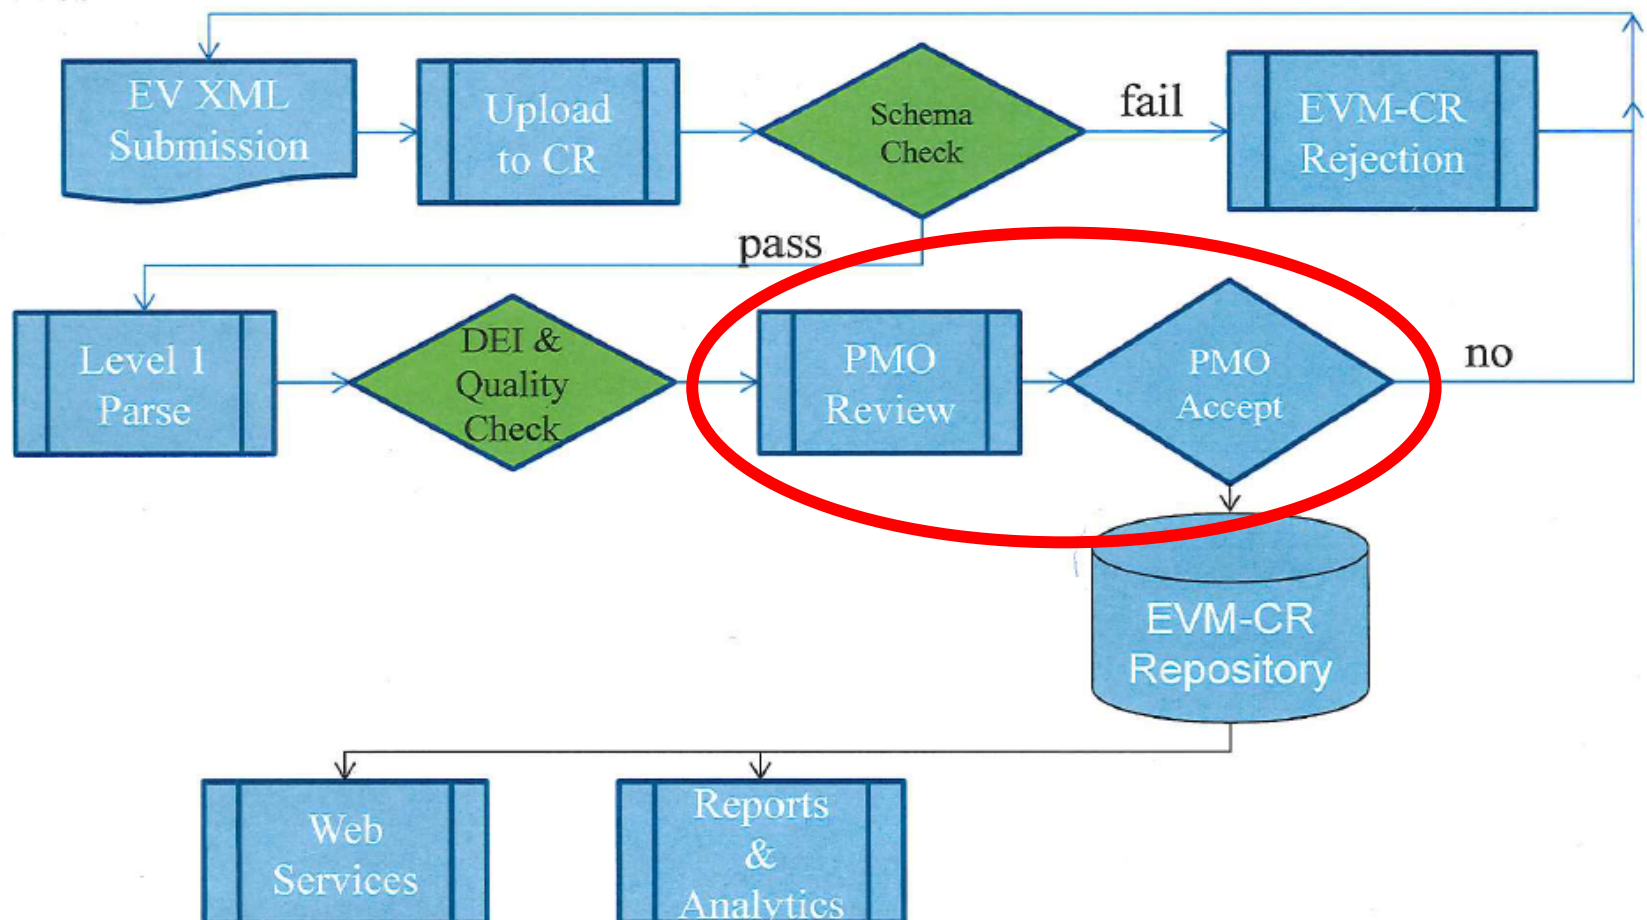 EV XML
Submission
Upload
to CR
Schema
Check
fail
EVM-CR
Rejection
pass
Level 1
Parse
DEI &
Quality
Check
PMO
Review
PMO
Accept
no
EVM-CR
Repository
Web
Services
Reports
&
Analytics